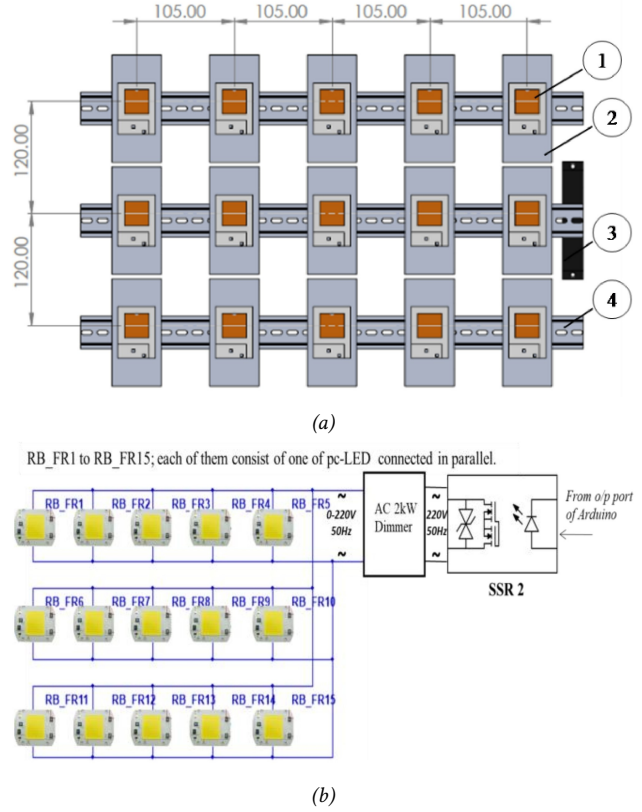 105.00 105.00 105.00 105.00
1
2
120.00
3
120.00
4
(a)
RB_FR1 to RB_FR15; each of them consist of one of pc-LED connected in parallel.
RB_FR1 RB_FR2 RB_FR3 RB_FR4 RB_FR5
~ ~
0-220V 220V
50Hz 50Hz
~ ~
AC 2kW
Dimmer
From o/p port
of Arduino
SSR 2
RB_FR6 RB_FR7 RB_FR8 RB_FR9 RB_FR10
RB_FR11 RB_FR12 RB_FR13 RB_FR14 RB_FR15
(b)